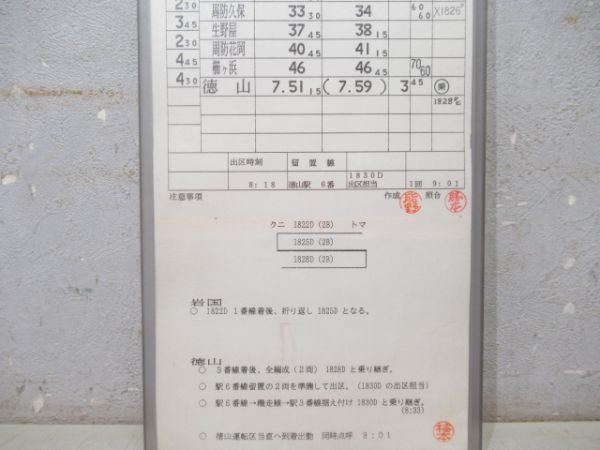 2 30 周防久保 33 30 34 60 60 X1826
3 45 生野屋 37 45 38 15
2 30 周防花岡 40 45 41 15
4 45 櫛ヶ浜 46 46 45 70 60
4 30 徳山 7.51 15 (7.59) 3 45 乗
1828
出区時刻 留置線 1830D
8:18 徳山駅 6番 出区担当 1回 9:01
注意事項 作成 照合
クニ 1822D (2B) トマ
1825D (2B)
1828D (2B)
岩国
○ 1822D 1番線着後、折り返し 1825D となる。
徳山
○ 3番線着後、全編成(2両) 1828D と乗り継ぎ。
○ 駅6番線留置の2両を準備して出区。(1830D の出区担当)
○ 駅6番線→機走線→駅3番線据え付け 1830D と乗り継ぎ。
(8:33)
○ 徳山運転区当直へ到着出勤 同時点呼 8:01